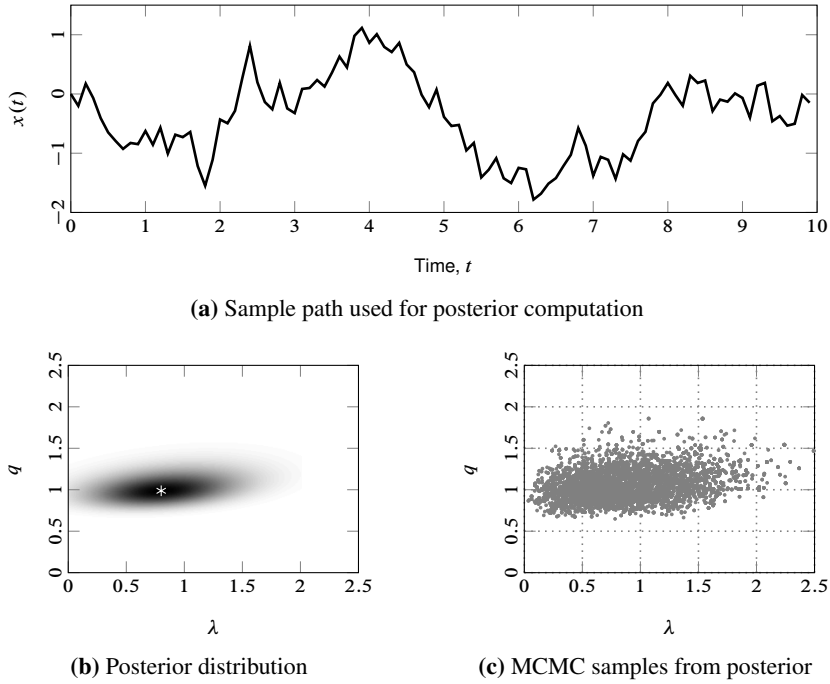 1
0
−1
−2
x(t)
0 1 2 3 4 5 6 7 8 9 10
Time, t
(a) Sample path used for posterior computation
2.5
2
1.5
1
0.5
0
q
0 0.5 1 1.5 2 2.5
λ
(b) Posterior distribution
2.5
2
1.5
1
0.5
0
q
0 0.5 1 1.5 2 2.5
λ
(c) MCMC samples from posterior